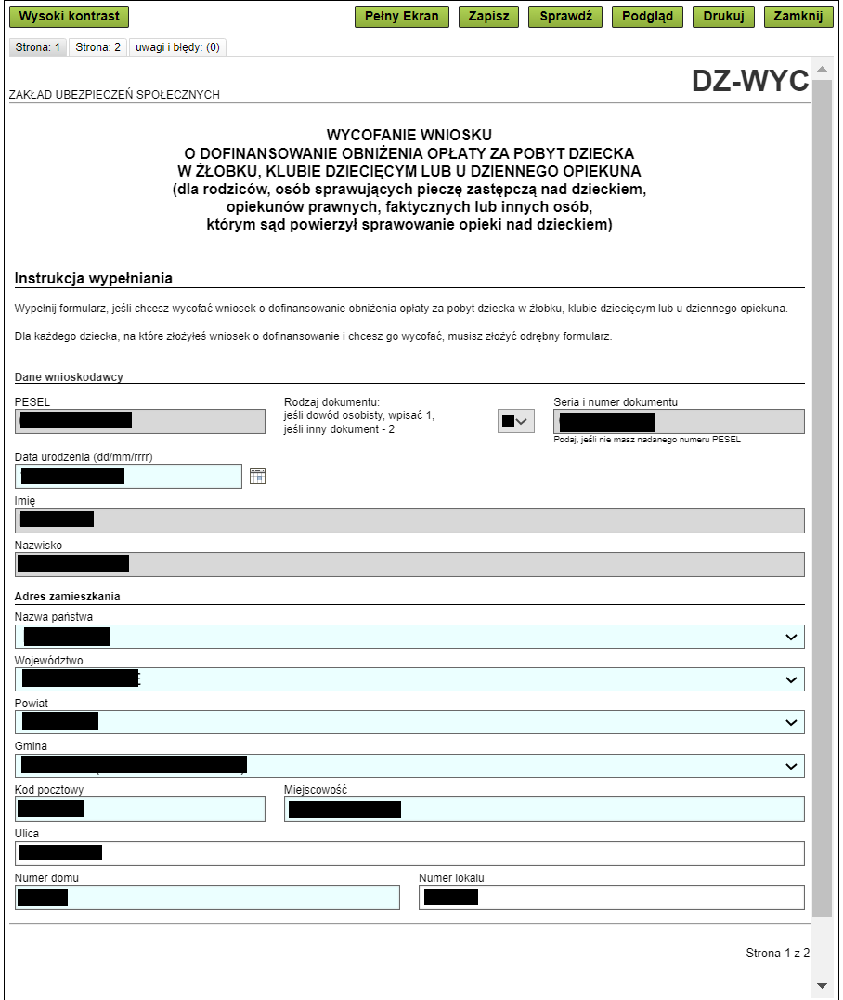 Wysoki kontrast
Pełny Ekran
Zapisz
Sprawdź
Podgląd
Drukuj
Zamknij
Strona: 1
Strona: 2
uwagi i błędy: (0)
DZ-WYC
ZAKŁAD UBEZPIECZEŃ SPOŁECZNYCH
WYCOFANIE WNIOSKU
O DOFINANSOWANIE OBNIŻENIA OPŁATY ZA POBYT DZIECKA
W ŻŁOBKU, KLUBIE DZIECIĘCYM LUB U DZIENNEGO OPIEKUNA
(dla rodziców, osób sprawujących pieczę zastępczą nad dzieckiem,
opiekunów prawnych, faktycznych lub innych osób,
którym sąd powierzył sprawowanie opieki nad dzieckiem)
Instrukcja wypełniania
Wypełnij formularz, jeśli chcesz wycofać wniosek o dofinansowanie obniżenia opłaty za pobyt dziecka w żłobku, klubie dziecięcym lub u dziennego opiekuna.
Dla każdego dziecka, na które złożyłeś wniosek o dofinansowanie i chcesz go wycofać, musisz złożyć odrębny formularz.
Dane wnioskodawcy
PESEL
Rodzaj dokumentu:
jeśli dowód osobisty, wpisać 1,
jeśli inny dokument - 2
Seria i numer dokumentu
Podaj, jeśli nie masz nadanego numeru PESEL
Data urodzenia (dd/mm/rrrr)
Imię
Nazwisko
Adres zamieszkania
Nazwa państwa
Województwo
Powiat
Gmina
Kod pocztowy
Miejscowość
Ulica
Numer domu
Numer lokalu
Strona 1 z 2